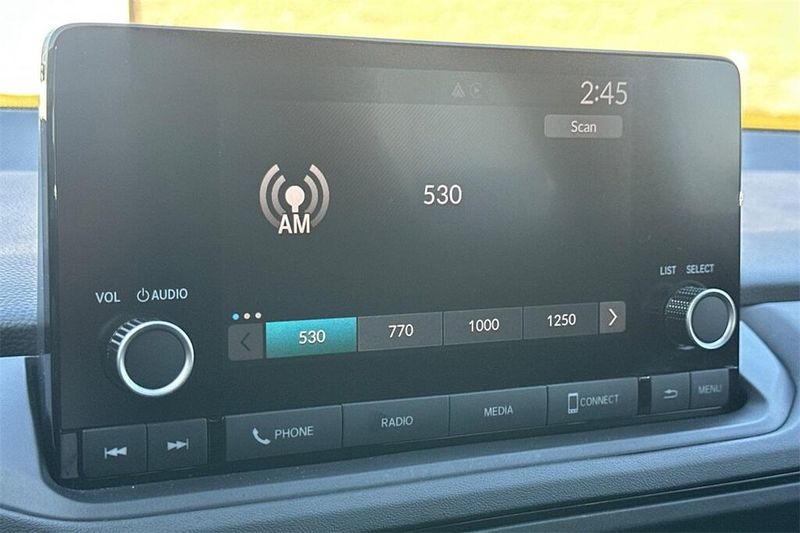 2:45
Scan
AM
530
LIST SELECT
VOL AUDIO
530 770 1000 1250
PHONE RADIO MEDIA CONNECT MENU